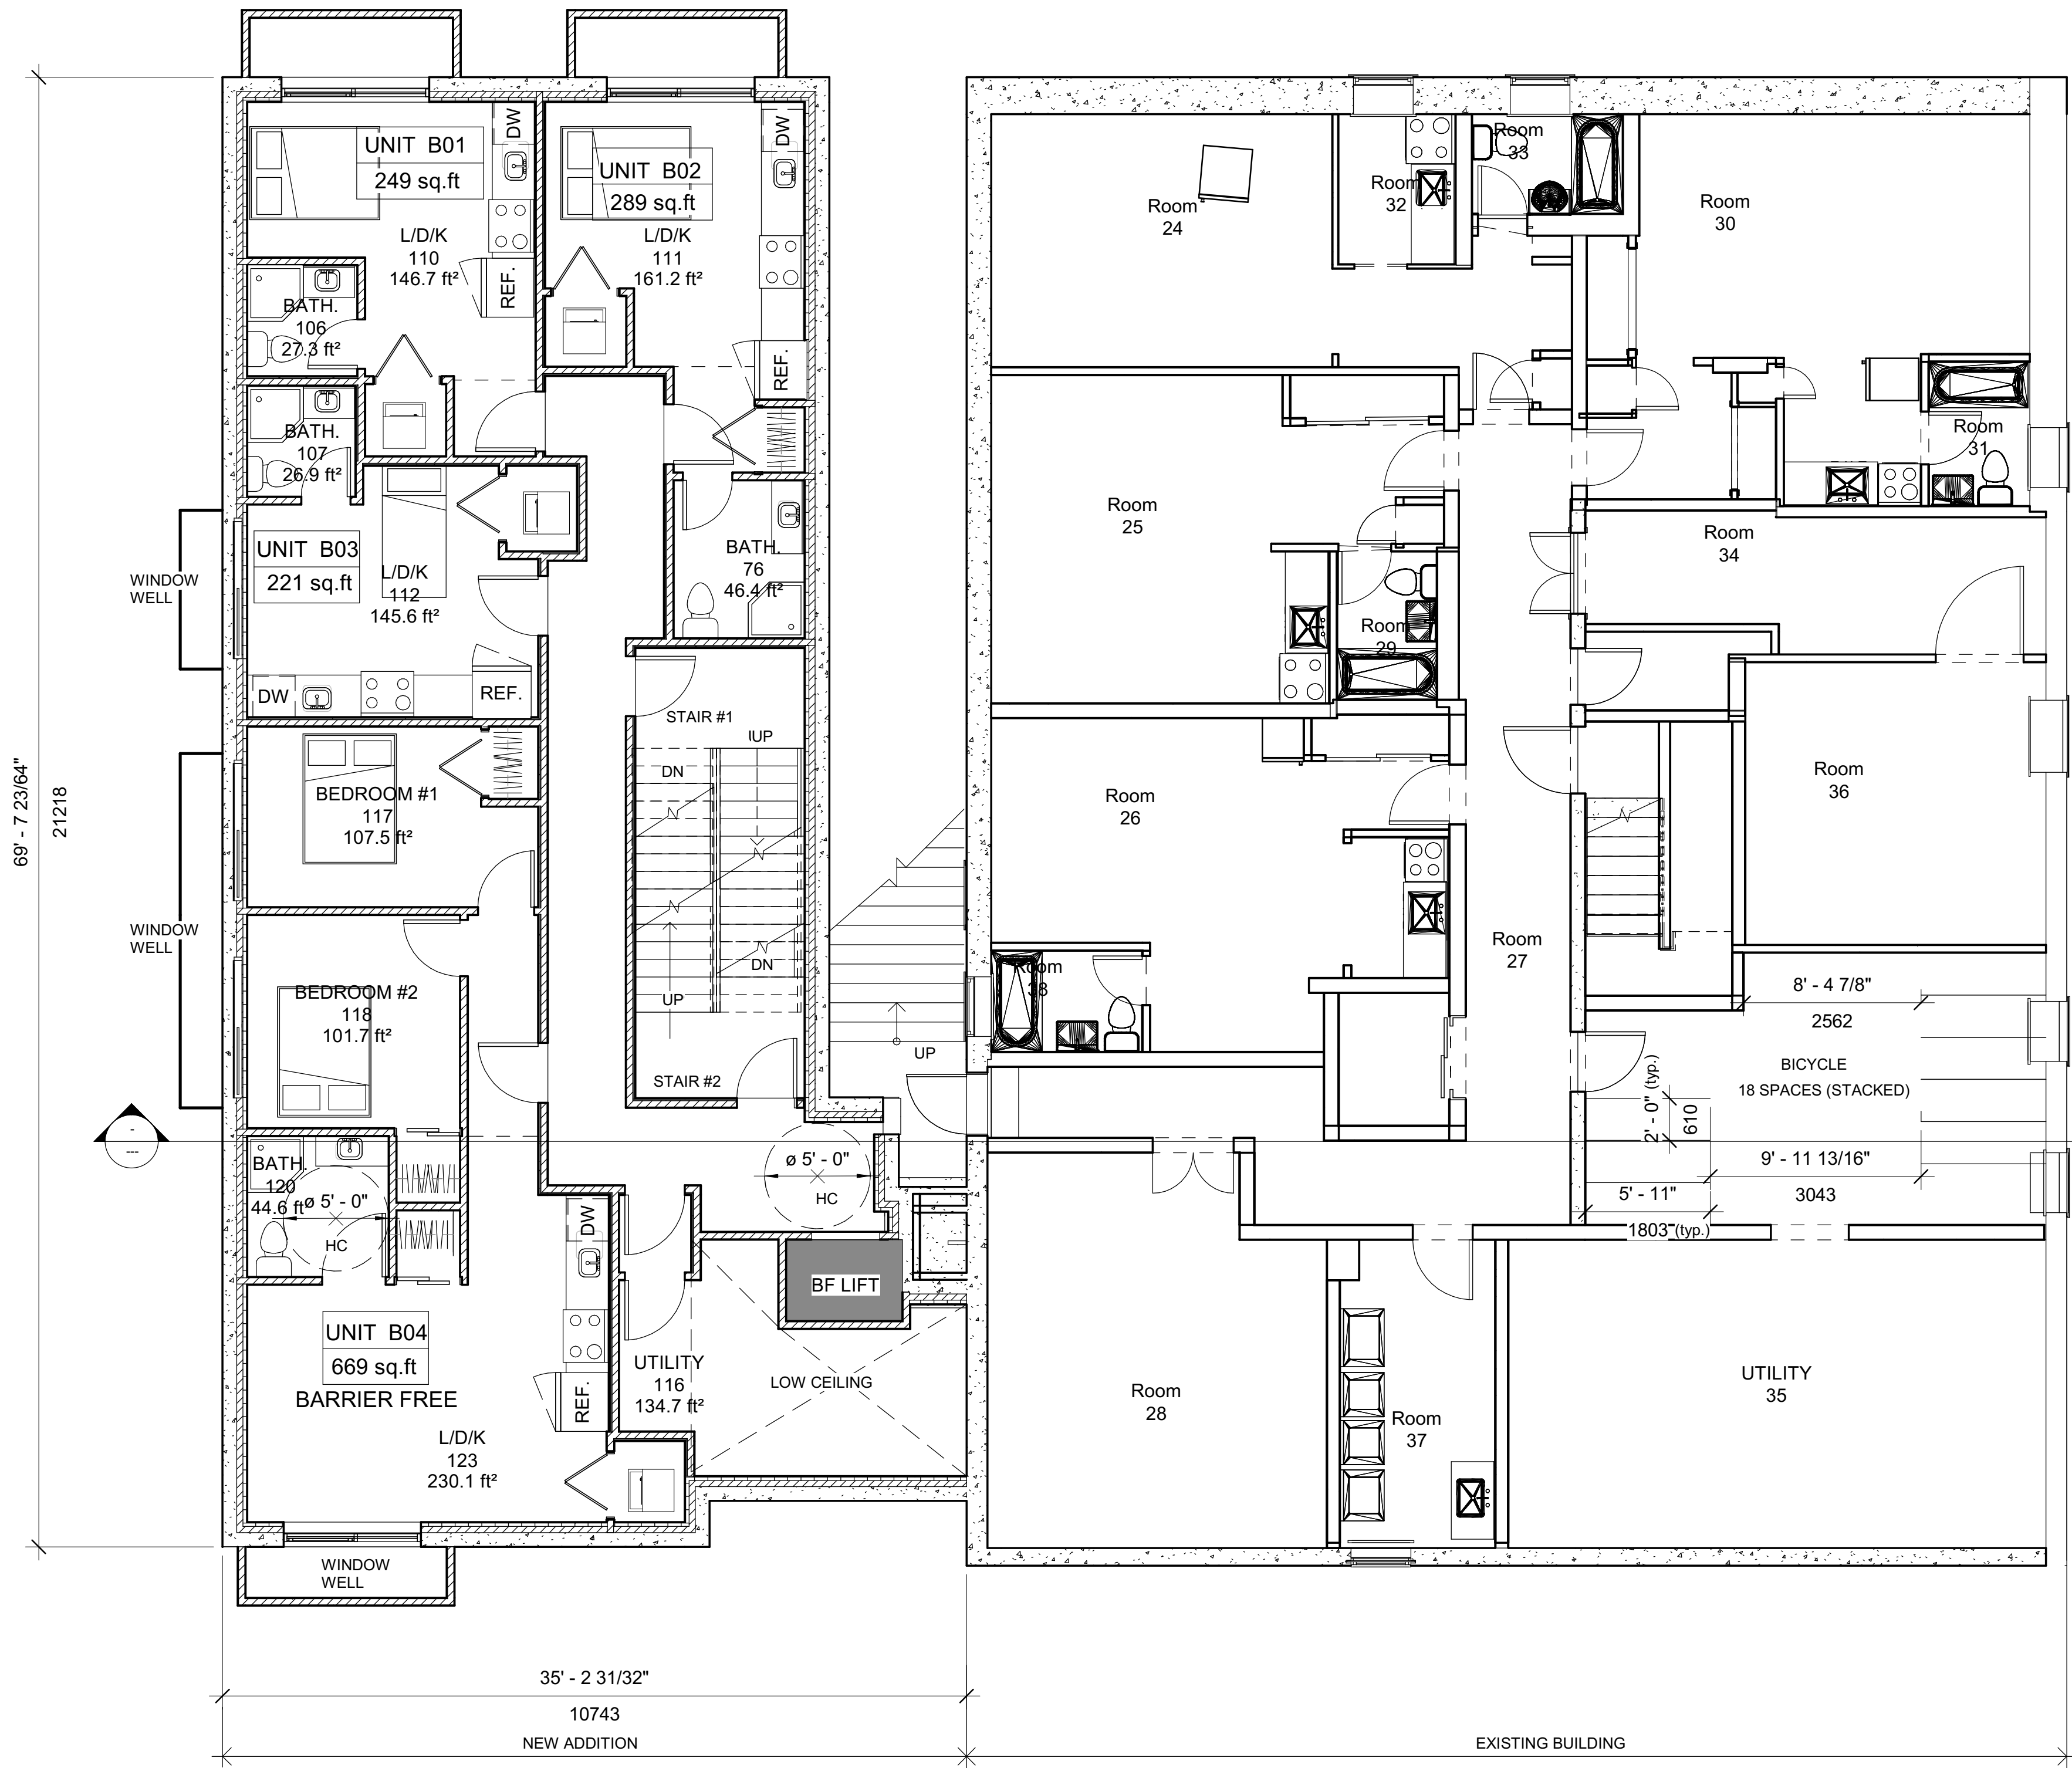 UNIT B01
249 sq.ft
DW
L/D/K
110
146.7 ft²
REF.
BATH.
106
27.3 ft²
UNIT B02
289 sq.ft
DW
L/D/K
111
161.2 ft²
REF.
BATH.
107
26.9 ft²
BATH.
76
46.4 ft²
UNIT B03
221 sq.ft
L/D/K
112
145.6 ft²
DW
REF.
WINDOW
WELL
WINDOW
WELL
69' - 7 23/64"
21218
BEDROOM #1
117
107.5 ft²
BEDROOM #2
118
101.7 ft²
STAIR #1
UP
DN
DN
UP
STAIR #2
UP
-
---
BATH.
120
44.6 ft²
ø 5' - 0"
HC
ø 5' - 0"
HC
DW
BF LIFT
UNIT B04
669 sq.ft
BARRIER FREE
REF.
L/D/K
123
230.1 ft²
UTILITY
116
134.7 ft²
LOW CEILING
WINDOW
WELL
35' - 2 31/32"
10743
NEW ADDITION
EXISTING BUILDING
Room
24
Room
32
Room
33
Room
30
Room
31
Room
25
Room
34
Room
29
Room
26
Room
36
Room
27
Room
38
8' - 4 7/8"
2562
BICYCLE
18 SPACES (STACKED)
2' - 0" (typ.)
610
9' - 11 13/16"
3043
5' - 11"
1803 (typ.)
Room
28
Room
37
UTILITY
35